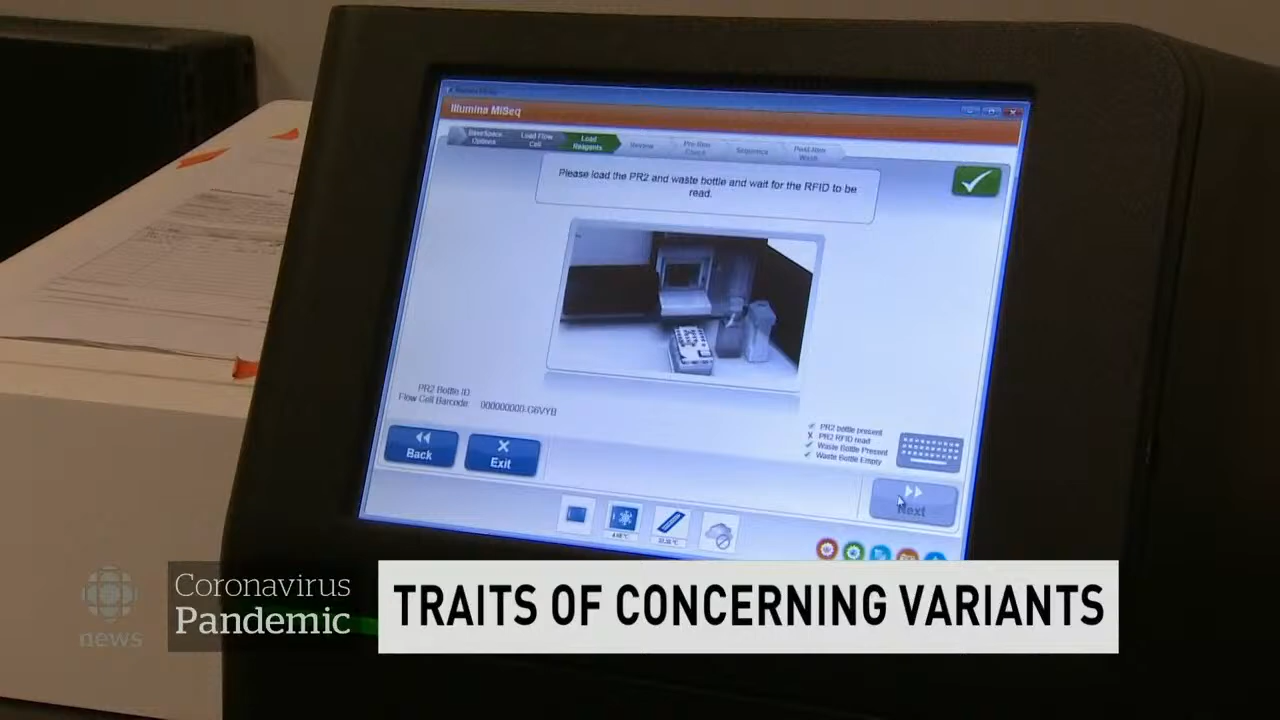 Illumina MiSeq
BaseSpace Options
Load Flow Cell
Load Reagents
Review
Pre-Run Check
Sequence
Post-Run Wash
Please load the PR2 and waste bottle and wait for the RFID to be
read.
PR2 Bottle ID
Flow Cell Barcode: 000000000-G6VYB
PR2 bottle present
PR2 RFID read
Waste Bottle Present
Waste Bottle Empty
Back
Exit
Next
Coronavirus
Pandemic
news
TRAITS OF CONCERNING VARIANTS